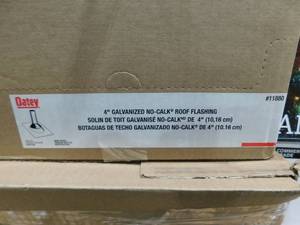 Oatey
4" GALVANIZED NO-CALK® ROOF FLASHING
#11880
SOLIN DE TOIT GALVANISÉ NO-CALKMD DE 4" (10,16 cm)
BOTAGUAS DE TECHO GALVANIZADO NO-CALK® DE 4" (10.16 cm)